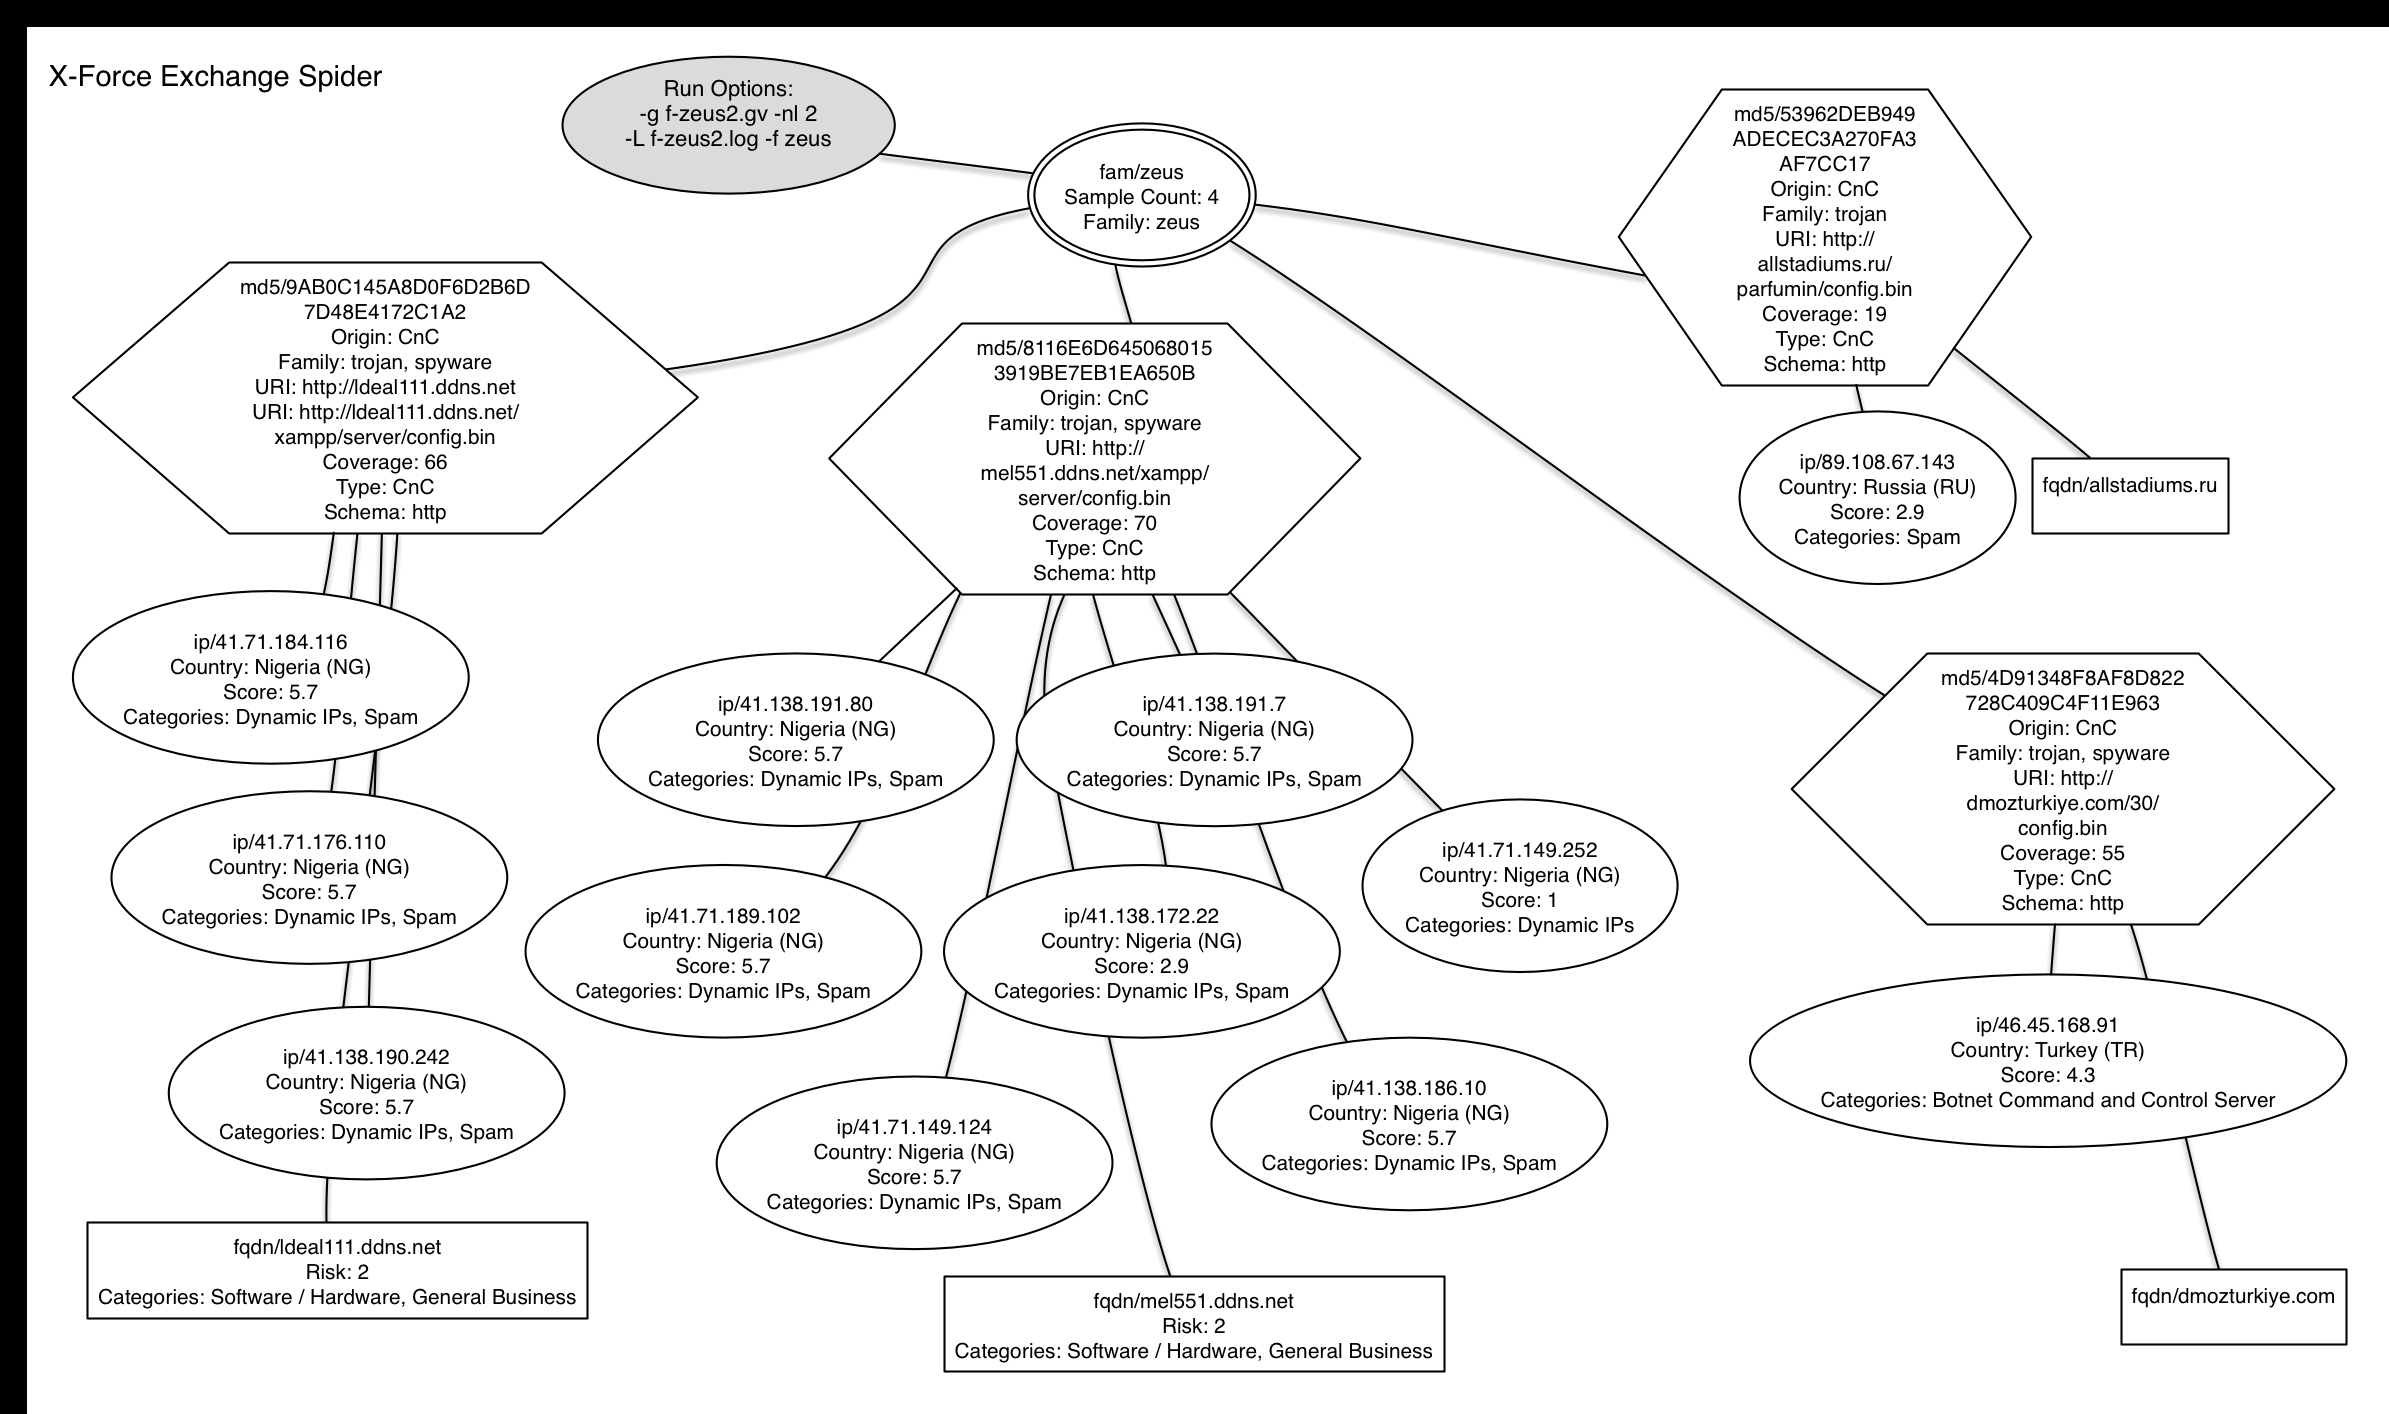 X-Force Exchange Spider
Run Options:
-g f-zeus2.gv -nl 2
-L f-zeus2.log -f zeus
fam/zeus
Sample Count: 4
Family: zeus
md5/53962DEB949
ADECEC3A270FA3
AF7CC17
Origin: CnC
Family: trojan
URI: http://
allstadiums.ru/
parfumin/config.bin
Coverage: 19
Type: CnC
Schema: http
md5/9AB0C145A8D0F6D2B6D
7D48E4172C1A2
Origin: CnC
Family: trojan, spyware
URI: http://ldeal111.ddns.net
URI: http://ldeal111.ddns.net/
xampp/server/config.bin
Coverage: 66
Type: CnC
Schema: http
md5/8116E6D645068015
3919BE7EB1EA650B
Origin: CnC
Family: trojan, spyware
URI: http://
mel551.ddns.net/xampp/
server/config.bin
Coverage: 70
Type: CnC
Schema: http
ip/89.108.67.143
Country: Russia (RU)
Score: 2.9
Categories: Spam
fqdn/allstadiums.ru
ip/41.71.184.116
Country: Nigeria (NG)
Score: 5.7
Categories: Dynamic IPs, Spam
ip/41.138.191.80
Country: Nigeria (NG)
Score: 5.7
Categories: Dynamic IPs, Spam
ip/41.138.191.7
Country: Nigeria (NG)
Score: 5.7
Categories: Dynamic IPs, Spam
md5/4D91348F8AF8D822
728C409C4F11E963
Origin: CnC
Family: trojan, spyware
URI: http://
dmozturkiye.com/30/
config.bin
Coverage: 55
Type: CnC
Schema: http
ip/41.71.176.110
Country: Nigeria (NG)
Score: 5.7
Categories: Dynamic IPs, Spam
ip/41.71.189.102
Country: Nigeria (NG)
Score: 5.7
Categories: Dynamic IPs, Spam
ip/41.138.172.22
Country: Nigeria (NG)
Score: 2.9
Categories: Dynamic IPs, Spam
ip/41.71.149.252
Country: Nigeria (NG)
Score: 1
Categories: Dynamic IPs
ip/41.138.190.242
Country: Nigeria (NG)
Score: 5.7
Categories: Dynamic IPs, Spam
ip/41.71.149.124
Country: Nigeria (NG)
Score: 5.7
Categories: Dynamic IPs, Spam
ip/41.138.186.10
Country: Nigeria (NG)
Score: 5.7
Categories: Dynamic IPs, Spam
ip/46.45.168.91
Country: Turkey (TR)
Score: 4.3
Categories: Botnet Command and Control Server
fqdn/ldeal111.ddns.net
Risk: 2
Categories: Software / Hardware, General Business
fqdn/mel551.ddns.net
Risk: 2
Categories: Software / Hardware, General Business
fqdn/dmozturkiye.com